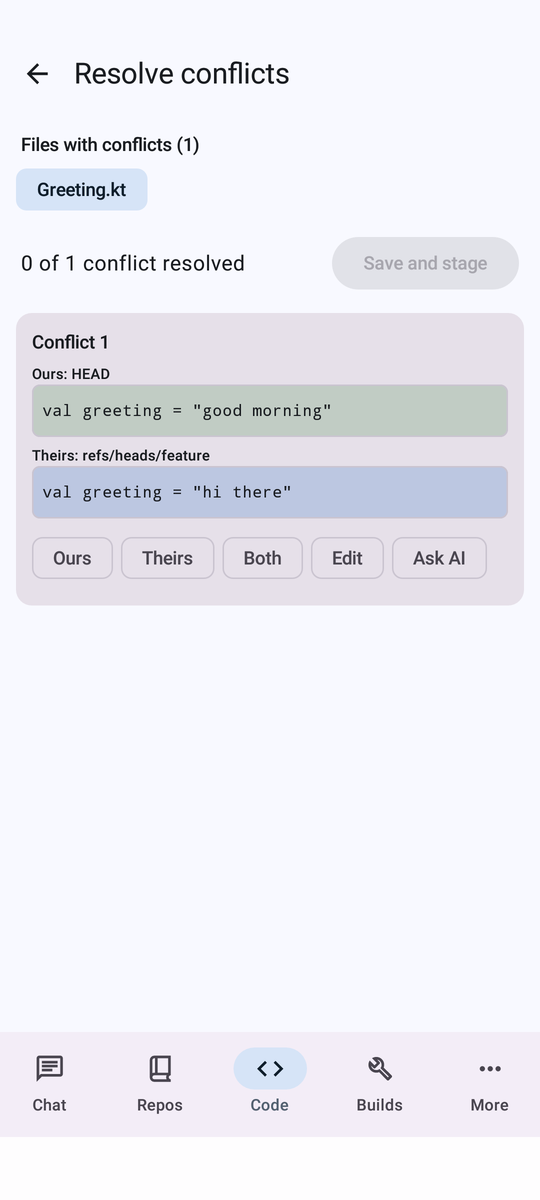 Resolve conflicts
Files with conflicts (1)
Greeting.kt
0 of 1 conflict resolved
Save and stage
Conflict 1
Ours: HEAD
val greeting = "good morning"
Theirs: refs/heads/feature
val greeting = "hi there"
Ours Theirs Both Edit Ask AI
Chat Repos Code Builds More